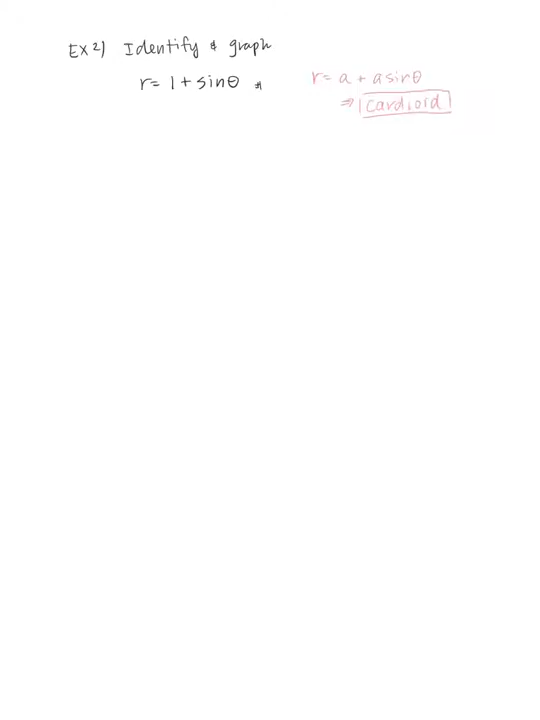 Ex 2) Identify & graph
r = 1 + sinθ ⇒
r = a + a sinθ
⇒ cardioid